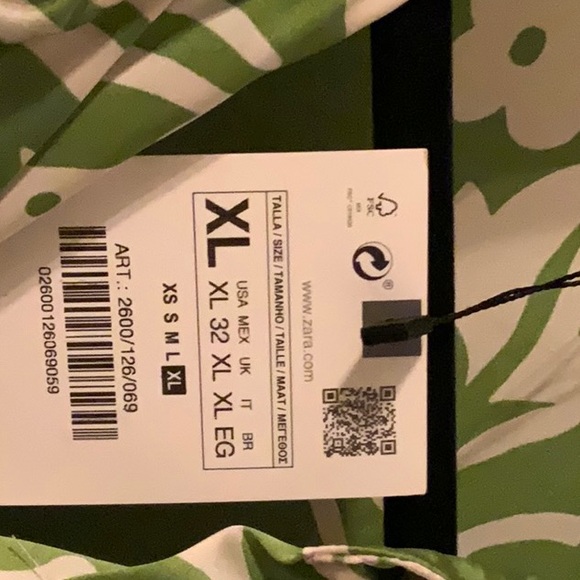 FSC
®
www.zara.com
TALLA / SIZE / TAMANHO / TAILLE / MAAT / ΜΕΓΕΘΟΣ
USA MEX UK IT BR
XL XL 32 XL XL EG
XS S M L XL
ART.: 2600/126/069
02600126069059